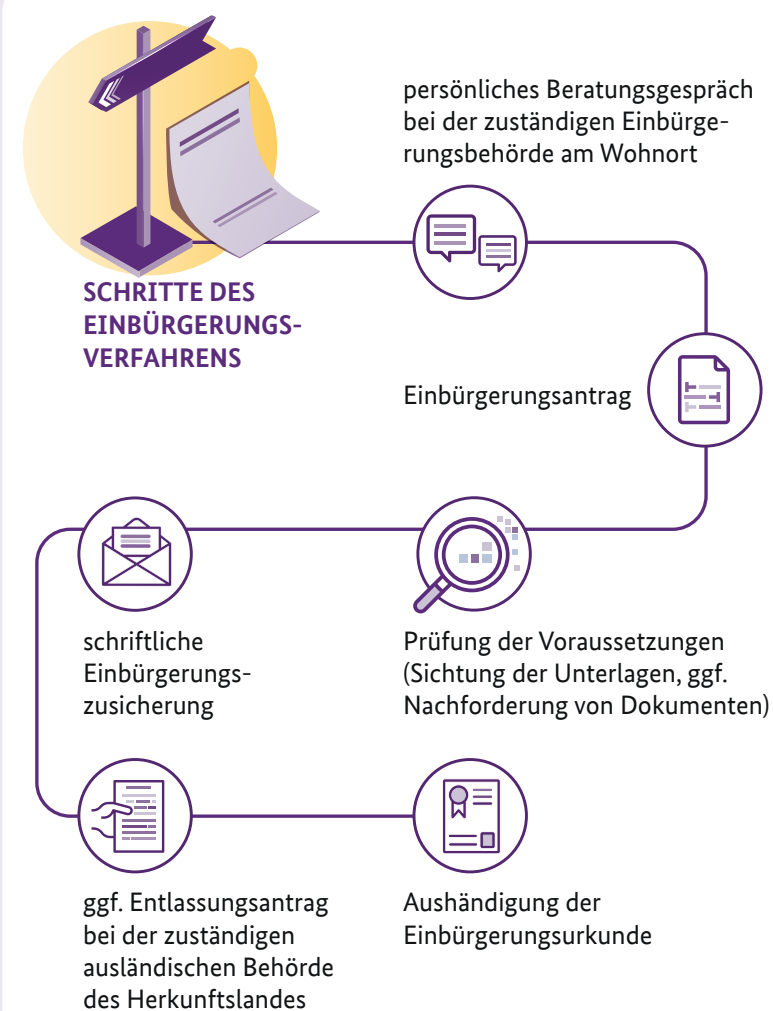 SCHRITTE DES
EINBÜRGERUNGS-
VERFAHRENS
persönliches Beratungsgespräch
bei der zuständigen Einbürge-
rungsbehörde am Wohnort
Einbürgerungsantrag
Prüfung der Voraussetzungen
(Sichtung der Unterlagen, ggf.
Nachforderung von Dokumenten)
schriftliche
Einbürgerungs-
zusicherung
ggf. Entlassungsantrag
bei der zuständigen
ausländischen Behörde
des Herkunftslandes
Aushändigung der
Einbürgerungsurkunde